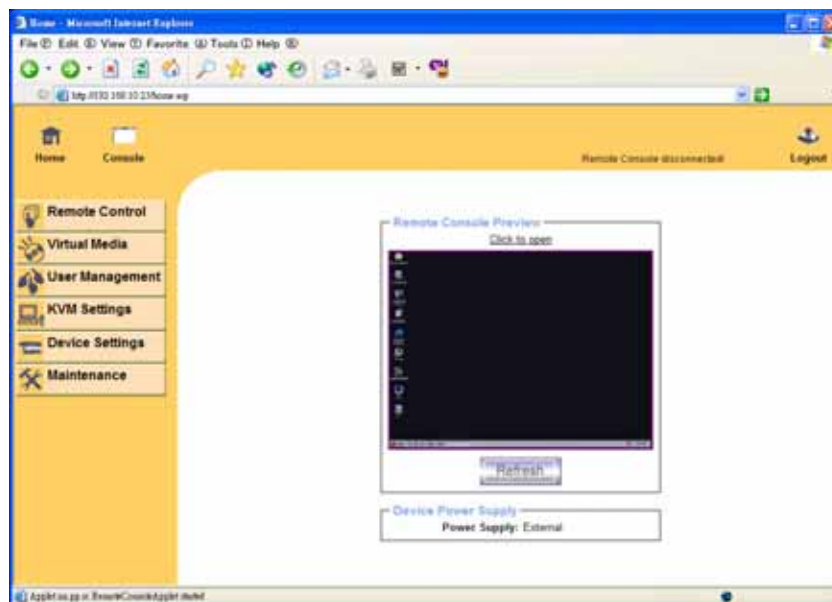 Home - Microsoft Internet Explorer
File (F) Edit (E) View (V) Favorite (A) Tools (T) Help (H)
Home
Console
Remote Console disconnected!
Logout
Remote Control
Virtual Media
User Management
KVM Settings
Device Settings
Maintenance
Remote Console Preview
Click to open
Refresh
Device Power Supply
Power Supply: External